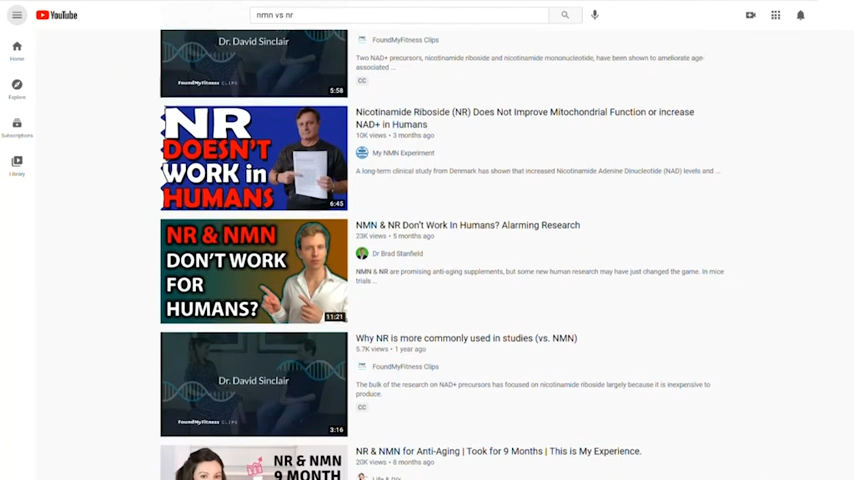 YouTube
nmn vs nr
Home
Explore
Subscriptions
Library
Dr. David Sinclair
FOUNDMYFITNESS CLIPS
5:58
FoundMyFitness Clips
Two NAD+ precursors, nicotinamide riboside and nicotinamide mononucleotide, have been shown to ameliorate age-
associated ...
CC
NR
DOESN'T
WORK in
HUMANS
6:45
Nicotinamide Riboside (NR) Does Not Improve Mitochondrial Function or increase
NAD+ in Humans
10K views • 3 months ago
My NMN Experiment
A long-term clinical study from Denmark has shown that increased Nicotinamide Adenine Dinucleotide (NAD) levels and ...
NR & NMN
DON'T WORK
FOR
HUMANS?
11:21
NMN & NR Don't Work In Humans? Alarming Research
23K views • 5 months ago
Dr Brad Stanfield
NMN & NR are promising anti-aging supplements, but some new human research may have just changed the game. In mice
trials ...
Dr. David Sinclair
FOUNDMYFITNESS CLIPS
3:16
Why NR is more commonly used in studies (vs. NMN)
5.7K views • 1 year ago
FoundMyFitness Clips
The bulk of the research on NAD+ precursors has focused on nicotinamide riboside largely because it is inexpensive to
produce.
CC
NR & NMN
9 MONTH
NR & NMN for Anti-Aging | Took for 9 Months | This is My Experience.
20K views • 8 months ago